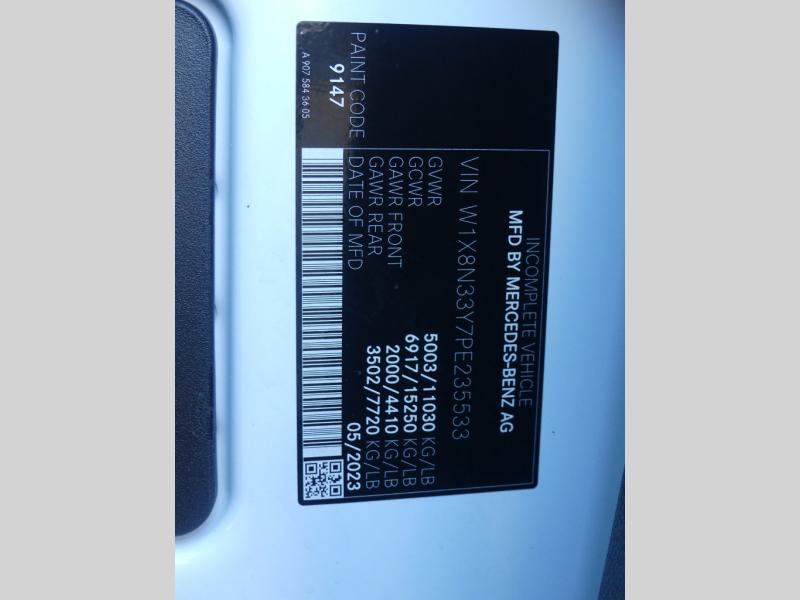 INCOMPLETE VEHICLE
MFD BY MERCEDES-BENZ AG
VIN W1X8N33Y7PE235533
GVWR 5003/11030 KG/LB
GCWR 6917/15250 KG/LB
GAWR FRONT 2000/4410 KG/LB
GAWR REAR 3502/7720 KG/LB
DATE OF MFD 05/2023
PAINT CODE
9147
A 907 584 36 05